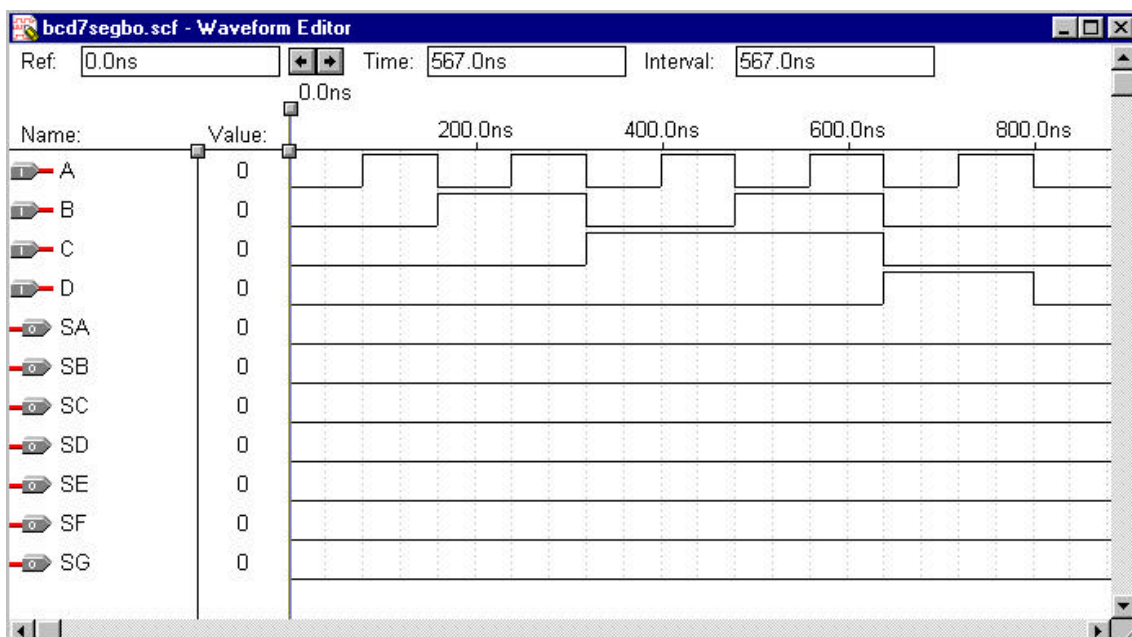 bcd7segbo.scf - Waveform Editor
Ref: 0.0ns Time: 567.0ns Interval: 567.0ns
0.0ns
Name: Value: 200.0ns 400.0ns 600.0ns 800.0ns
I A 0
I B 0
I C 0
I D 0
O SA 0
O SB 0
O SC 0
O SD 0
O SE 0
O SF 0
O SG 0